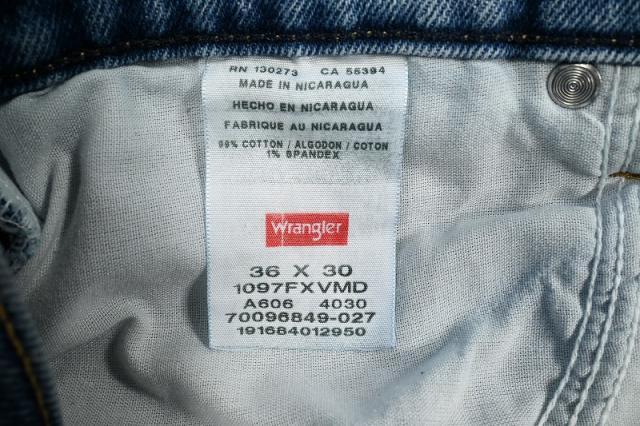 RN 130273 CA 56394
MADE IN NICARAGUA
HECHO EN NICARAGUA
FABRIQUE AU NICARAGUA
99% COTTON / ALGODON / COTON
1% SPANDEX
Wrangler
36 X 30
1097FXVMD
A606 4030
70096849-027
191684012950